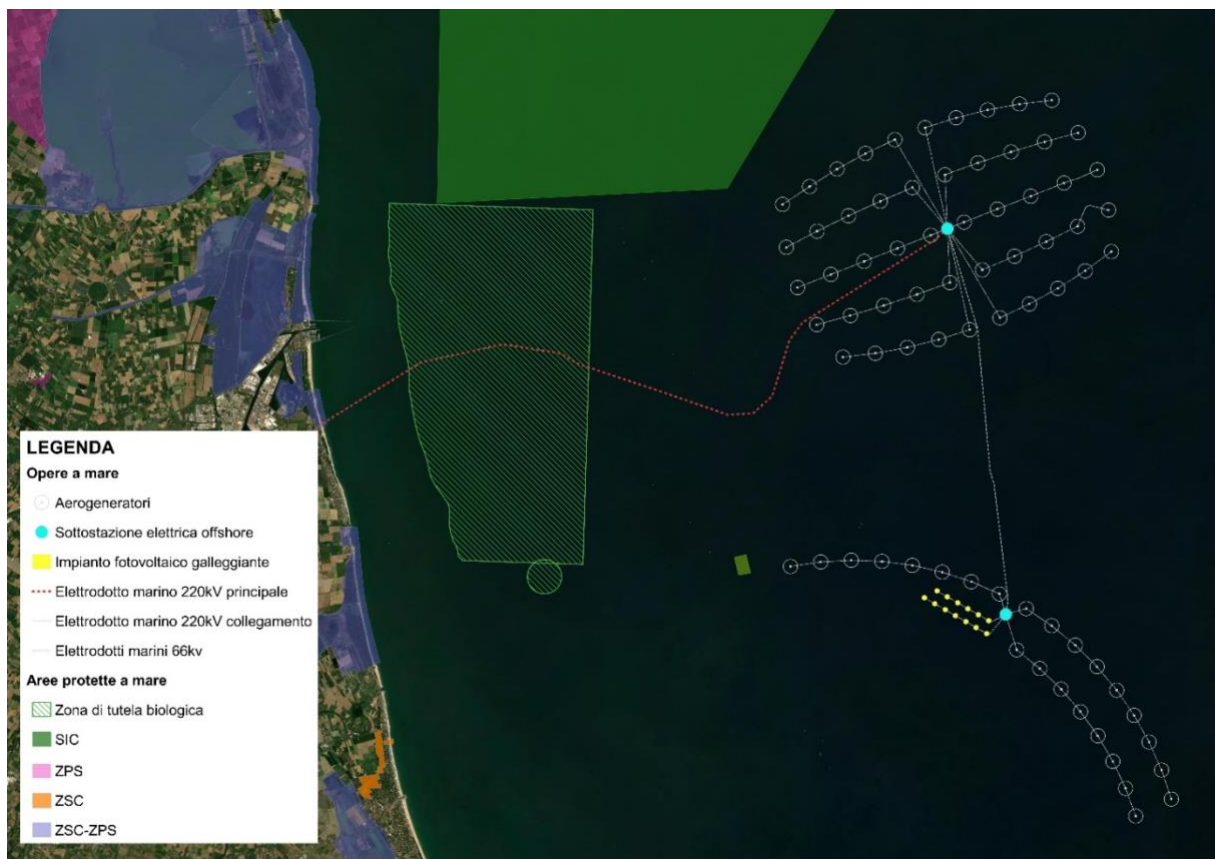 LEGENDA
Opere a mare
Aerogeneratori
Sottostazione elettrica offshore
Impianto fotovoltaico galleggiante
Elettrodotto marino 220kV principale
Elettrodotto marino 220kV collegamento
Elettrodotti marini 66kv
Aree protette a mare
Zona di tutela biologica
SIC
ZPS
ZSC
ZSC-ZPS